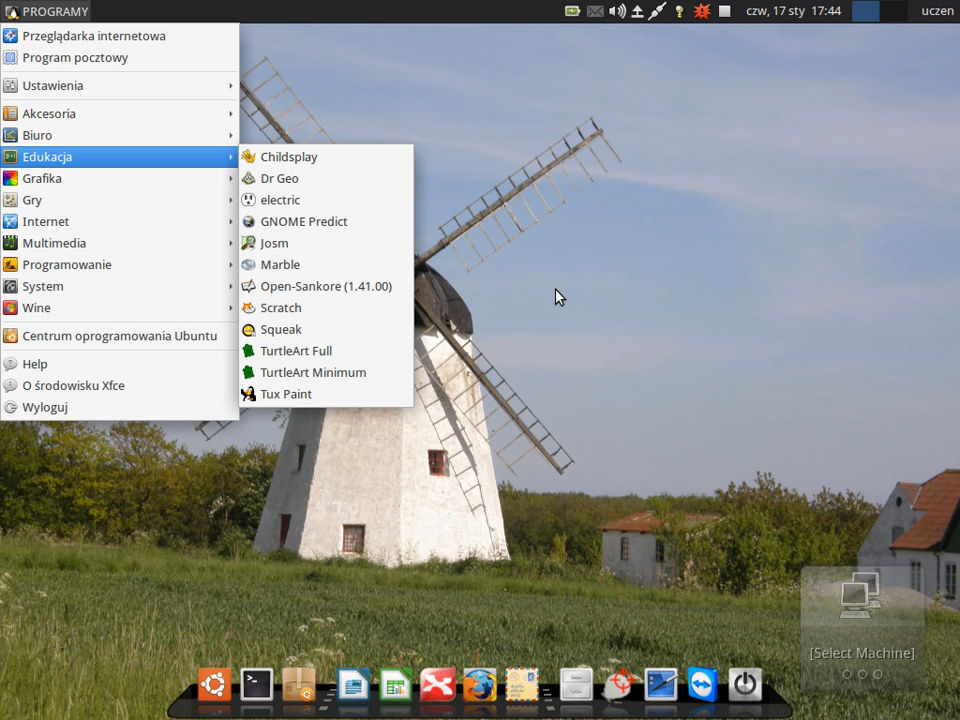 PROGRAMY
czw, 17 sty 17:44
uczen
Przeglądarka internetowa
Program pocztowy
Ustawienia
Akcesoria
Biuro
Edukacja
Grafika
Gry
Internet
Multimedia
Programowanie
System
Wine
Centrum oprogramowania Ubuntu
Help
O środowisku Xfce
Wyloguj
Childsplay
Dr Geo
electric
GNOME Predict
Josm
Marble
Open-Sankore (1.41.00)
Scratch
Squeak
TurtleArt Full
TurtleArt Minimum
Tux Paint
[Select Machine]